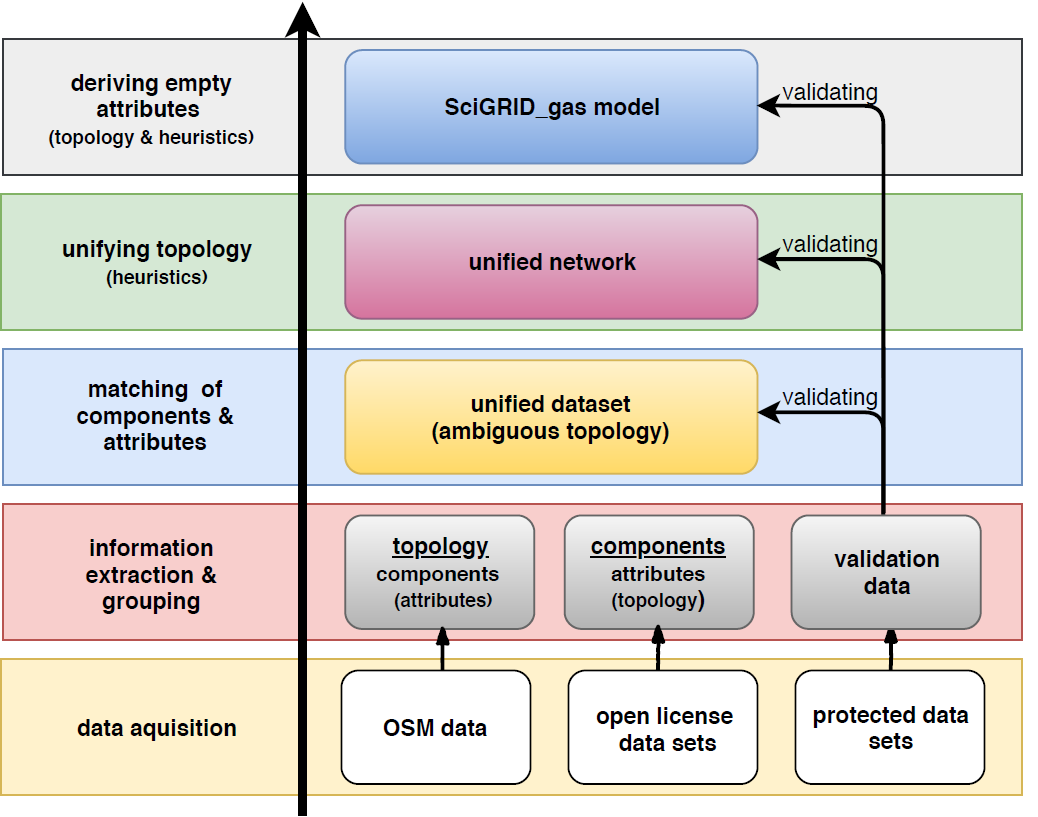 deriving empty
attributes
(topology & heuristics)
SciGRID_gas model
validating
unifying topology
(heuristics)
unified network
validating
matching of
components &
attributes
unified dataset
(ambiguous topology)
validating
information
extraction &
grouping
topology
components
(attributes)
components
attributes
(topology)
validation
data
data aquisition
OSM data
open license
data sets
protected data
sets